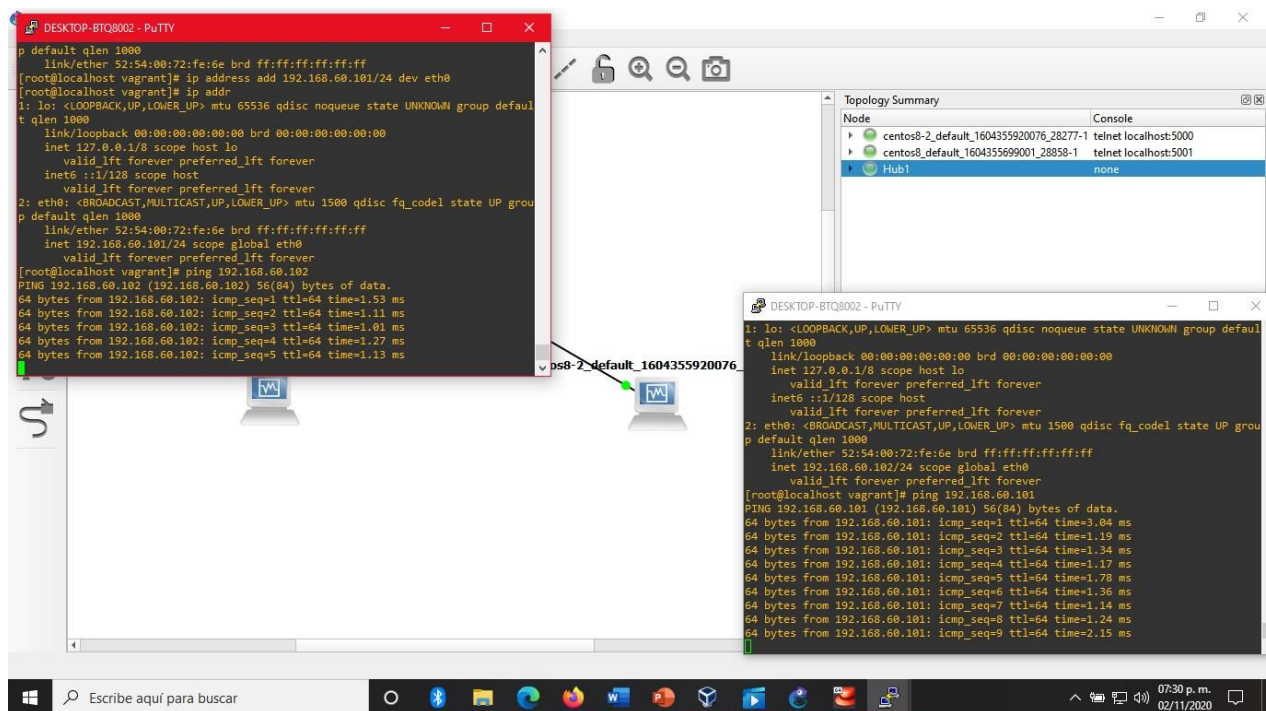 DESKTOP-BTQ8002 - PuTTY
p default qlen 1000
    link/ether 52:54:00:72:fe:6e brd ff:ff:ff:ff:ff:ff
[root@localhost vagrant]# ip address add 192.168.60.101/24 dev eth0
[root@localhost vagrant]# ip addr
1: lo: <LOOPBACK,UP,LOWER_UP> mtu 65536 qdisc noqueue state UNKNOWN group defaul
t qlen 1000
    link/loopback 00:00:00:00:00:00 brd 00:00:00:00:00:00
    inet 127.0.0.1/8 scope host lo
       valid_lft forever preferred_lft forever
    inet6 ::1/128 scope host
       valid_lft forever preferred_lft forever
2: eth0: <BROADCAST,MULTICAST,UP,LOWER_UP> mtu 1500 qdisc fq_codel state UP grou
p default qlen 1000
    link/ether 52:54:00:72:fe:6e brd ff:ff:ff:ff:ff:ff
    inet 192.168.60.101/24 scope global eth0
       valid_lft forever preferred_lft forever
[root@localhost vagrant]# ping 192.168.60.102
PING 192.168.60.102 (192.168.60.102) 56(84) bytes of data.
64 bytes from 192.168.60.102: icmp_seq=1 ttl=64 time=1.53 ms
64 bytes from 192.168.60.102: icmp_seq=2 ttl=64 time=1.11 ms
64 bytes from 192.168.60.102: icmp_seq=3 ttl=64 time=1.01 ms
64 bytes from 192.168.60.102: icmp_seq=4 ttl=64 time=1.27 ms
64 bytes from 192.168.60.102: icmp_seq=5 ttl=64 time=1.13 ms
Topology Summary
Node Console
centos8-2_default_1604355920076_28277-1 telnet localhost:5000
centos8_default_1604355699001_28858-1 telnet localhost:5001
Hub1 none
os8-2_default_1604355920076_
DESKTOP-BTQ8002 - PuTTY
1: lo: <LOOPBACK,UP,LOWER_UP> mtu 65536 qdisc noqueue state UNKNOWN group defaul
t qlen 1000
    link/loopback 00:00:00:00:00:00 brd 00:00:00:00:00:00
    inet 127.0.0.1/8 scope host lo
       valid_lft forever preferred_lft forever
    inet6 ::1/128 scope host
       valid_lft forever preferred_lft forever
2: eth0: <BROADCAST,MULTICAST,UP,LOWER_UP> mtu 1500 qdisc fq_codel state UP grou
p default qlen 1000
    link/ether 52:54:00:72:fe:6e brd ff:ff:ff:ff:ff:ff
    inet 192.168.60.102/24 scope global eth0
       valid_lft forever preferred_lft forever
[root@localhost vagrant]# ping 192.168.60.101
PING 192.168.60.101 (192.168.60.101) 56(84) bytes of data.
64 bytes from 192.168.60.101: icmp_seq=1 ttl=64 time=3.04 ms
64 bytes from 192.168.60.101: icmp_seq=2 ttl=64 time=1.19 ms
64 bytes from 192.168.60.101: icmp_seq=3 ttl=64 time=1.34 ms
64 bytes from 192.168.60.101: icmp_seq=4 ttl=64 time=1.17 ms
64 bytes from 192.168.60.101: icmp_seq=5 ttl=64 time=1.78 ms
64 bytes from 192.168.60.101: icmp_seq=6 ttl=64 time=1.36 ms
64 bytes from 192.168.60.101: icmp_seq=7 ttl=64 time=1.14 ms
64 bytes from 192.168.60.101: icmp_seq=8 ttl=64 time=1.24 ms
64 bytes from 192.168.60.101: icmp_seq=9 ttl=64 time=2.15 ms
Escribe aquí para buscar
07:30 p. m.
02/11/2020